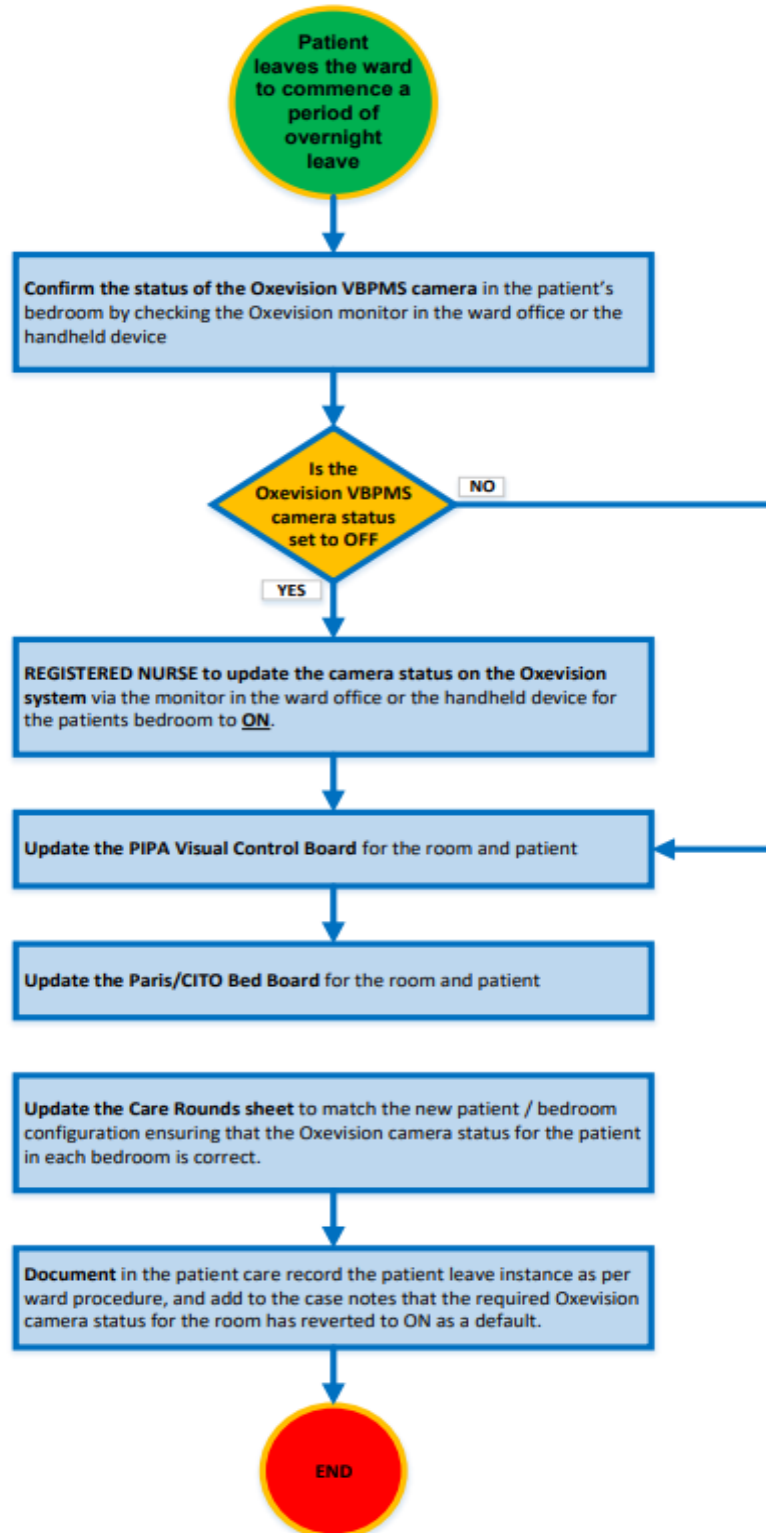 Patient
leaves the ward
to commence a
period of
overnight
leave
Confirm the status of the Oxevision VBPMS camera in the patient's
bedroom by checking the Oxevision monitor in the ward office or the
handheld device
Is the
Oxevision VBPMS
camera status
set to OFF
NO
YES
REGISTERED NURSE to update the camera status on the Oxevision
system via the monitor in the ward office or the handheld device for
the patients bedroom to ON.
Update the PIPA Visual Control Board for the room and patient
Update the Paris/CITO Bed Board for the room and patient
Update the Care Rounds sheet to match the new patient / bedroom
configuration ensuring that the Oxevision camera status for the patient
in each bedroom is correct.
Document in the patient care record the patient leave instance as per
ward procedure, and add to the case notes that the required Oxevision
camera status for the room has reverted to ON as a default.
END